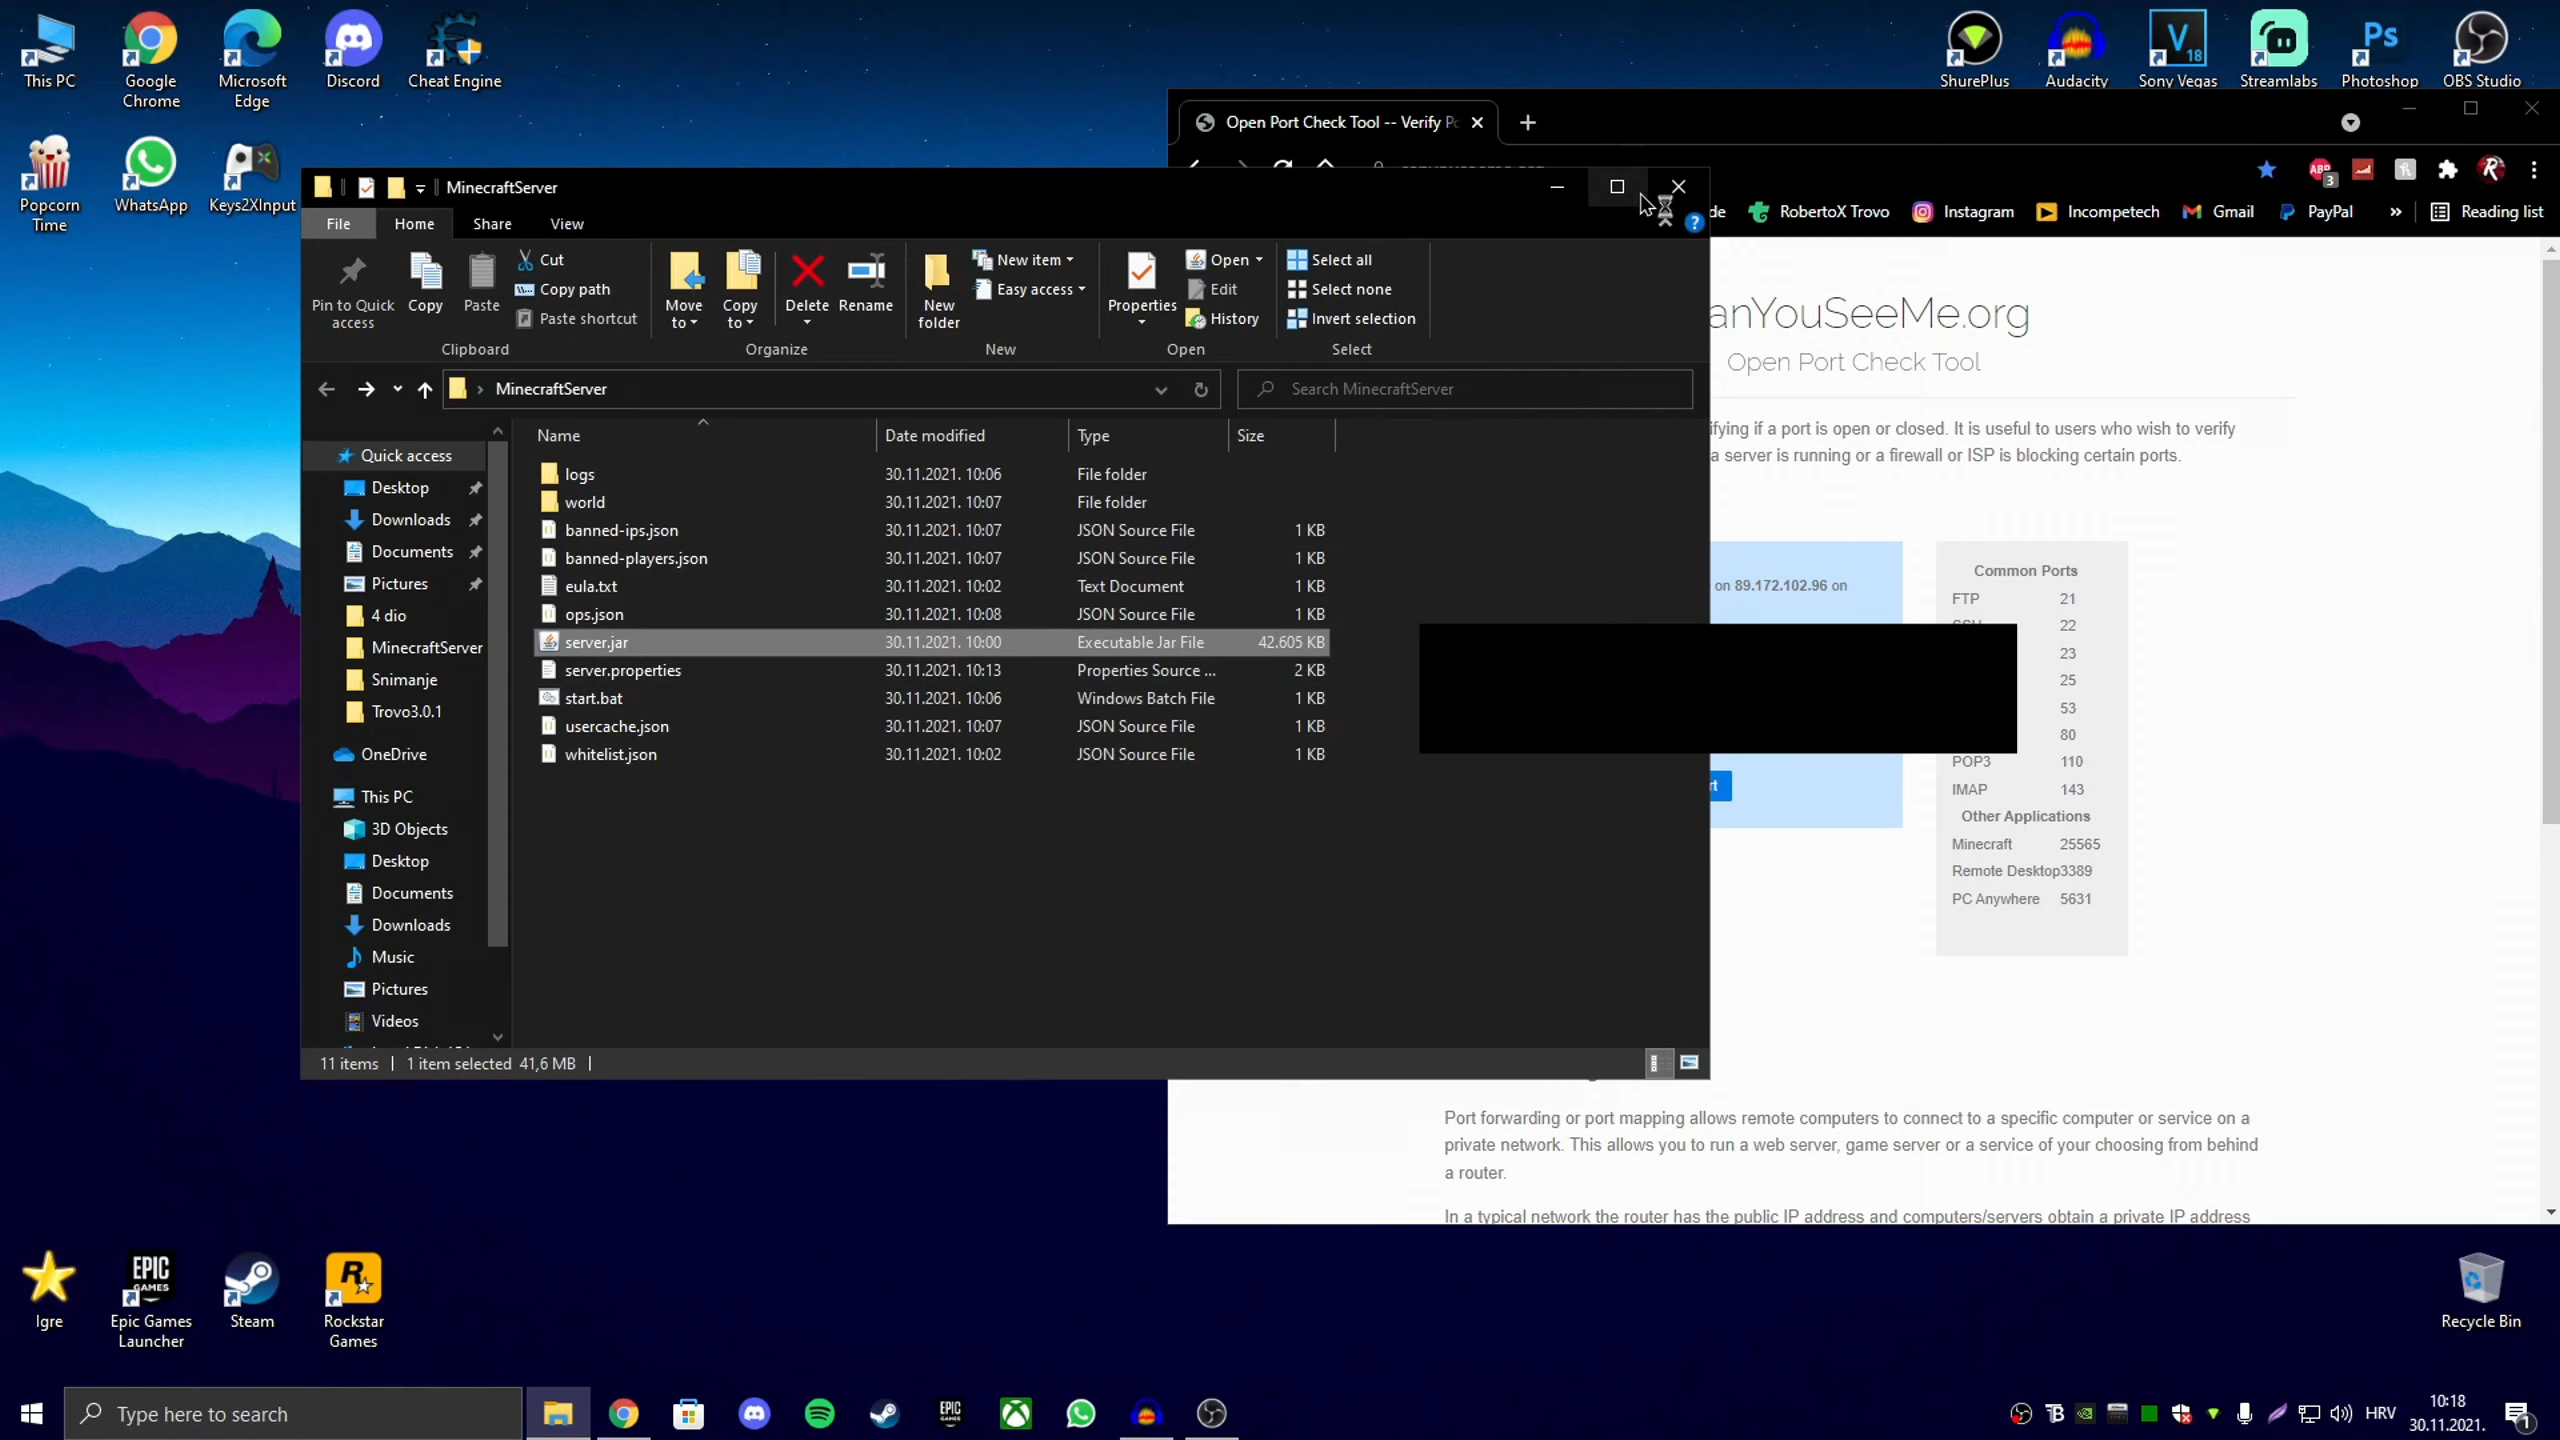 This PC
Google Chrome
Microsoft Edge
Discord
Cheat Engine
ShurePlus
Audacity
Sony Vegas
Streamlabs
Photoshop
OBS Studio
Popcorn Time
WhatsApp
Keys2XInput
Open Port Check Tool -- Verify Po
RobertoX Trovo
Instagram
Incompetech
Gmail
PayPal
»
Reading list
MinecraftServer
File
Home
Share
View
Pin to Quick access
Copy
Paste
Cut
Copy path
Paste shortcut
Clipboard
Move to
Copy to
Delete
Rename
Organize
New folder
New item
Easy access
New
Properties
Open
Edit
History
Open
Select all
Select none
Invert selection
Select
MinecraftServer
Search MinecraftServer
Name Date modified Type Size
logs 30.11.2021. 10:06 File folder
world 30.11.2021. 10:07 File folder
banned-ips.json 30.11.2021. 10:07 JSON Source File 1 KB
banned-players.json 30.11.2021. 10:07 JSON Source File 1 KB
eula.txt 30.11.2021. 10:02 Text Document 1 KB
ops.json 30.11.2021. 10:08 JSON Source File 1 KB
server.jar 30.11.2021. 10:00 Executable Jar File 42.605 KB
server.properties 30.11.2021. 10:13 Properties Source ... 2 KB
start.bat 30.11.2021. 10:06 Windows Batch File 1 KB
usercache.json 30.11.2021. 10:07 JSON Source File 1 KB
whitelist.json 30.11.2021. 10:02 JSON Source File 1 KB
Quick access
Desktop
Downloads
Documents
Pictures
4 dio
MinecraftServer
Snimanje
Trovo3.0.1
OneDrive
This PC
3D Objects
Desktop
Documents
Downloads
Music
Pictures
Videos
11 items
1 item selected 41,6 MB
anYouSeeMe.org
Open Port Check Tool
ifying if a port is open or closed. It is useful to users who wish to verify
a server is running or a firewall or ISP is blocking certain ports.
on 89.172.102.96 on
Common Ports
FTP 21
22
23
25
53
80
POP3 110
IMAP 143
Other Applications
Minecraft 25565
Remote Desktop3389
PC Anywhere 5631
Port forwarding or port mapping allows remote computers to connect to a specific computer or service on a
private network. This allows you to run a web server, game server or a service of your choosing from behind
a router.
In a typical network the router has the public IP address and computers/servers obtain a private IP address
Igre
Epic Games Launcher
Steam
Rockstar Games
Recycle Bin
Type here to search
HRV
10:18
30.11.2021.